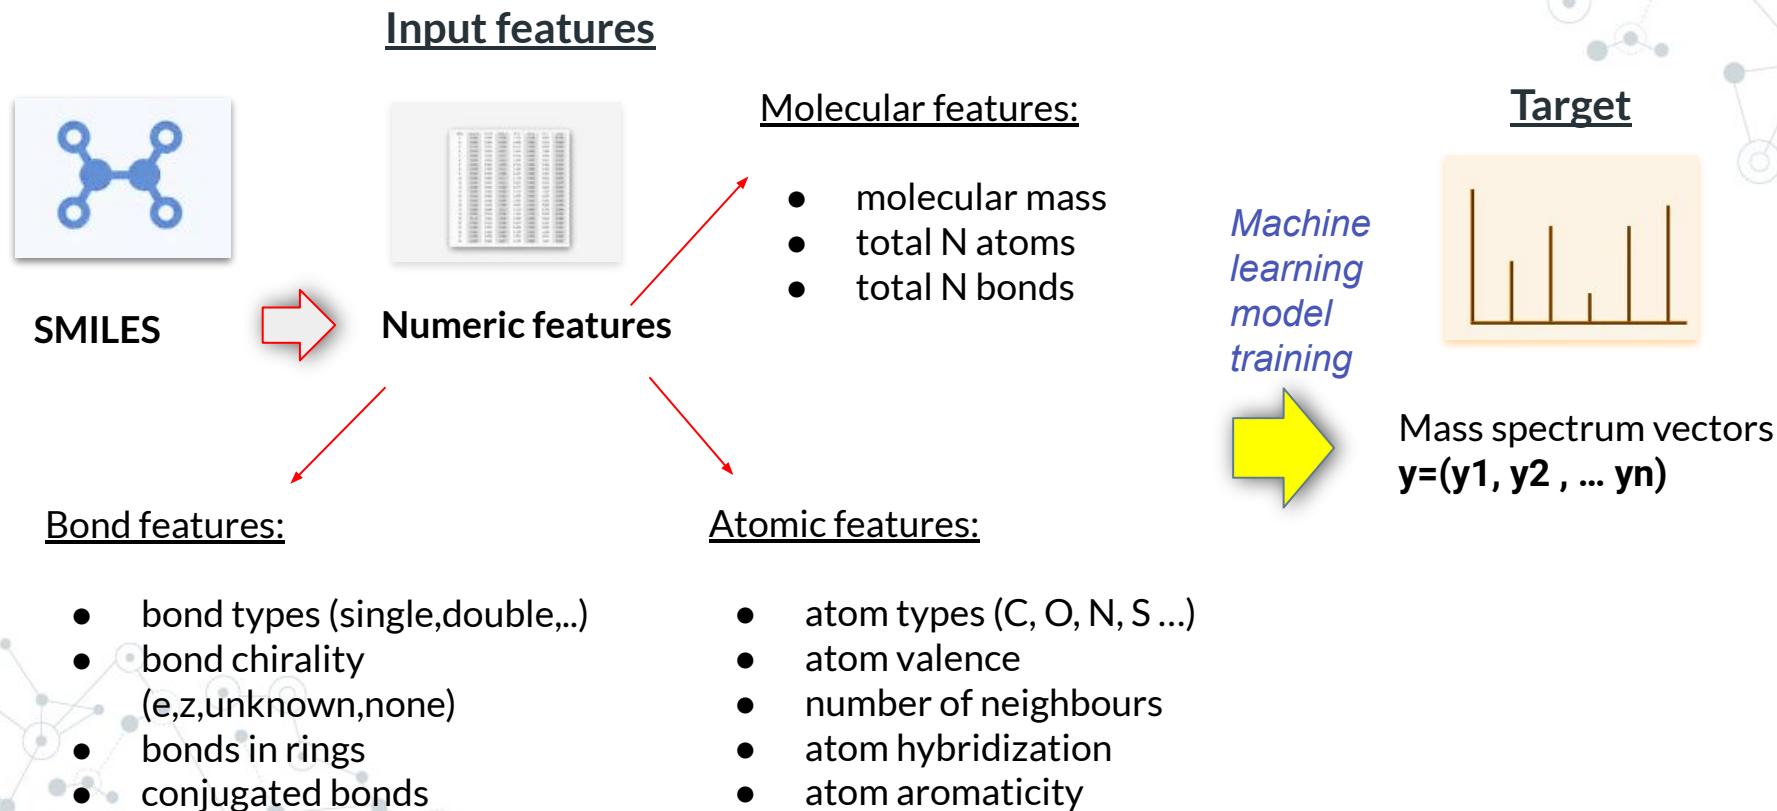 Input features
SMILES
Numeric features
Molecular features:
● molecular mass
● total N atoms
● total N bonds
Machine
learning
model
training
Target
Mass spectrum vectors
y=(y1, y2 , ... yn)
Bond features:
● bond types (single,double,..)
● bond chirality
(e,z,unknown,none)
● bonds in rings
● conjugated bonds
Atomic features:
● atom types (C, O, N, S ...)
● atom valence
● number of neighbours
● atom hybridization
● atom aromaticity